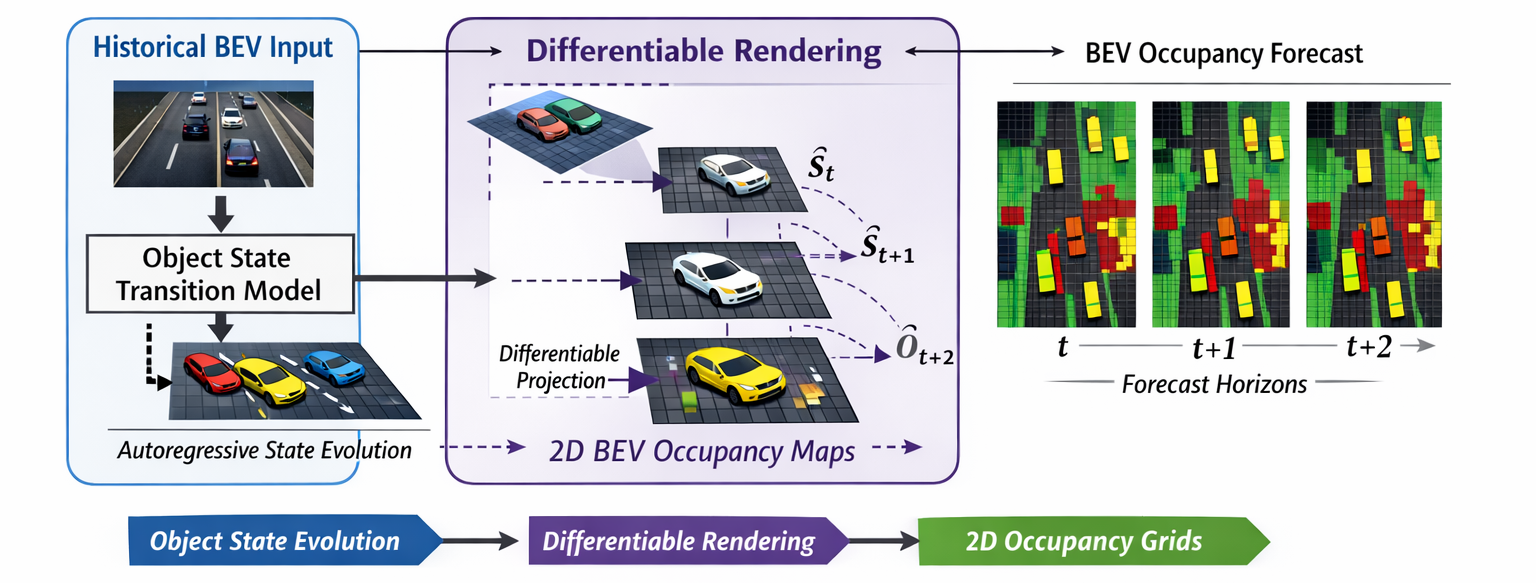 Historical BEV Input
Object State
Transition Model
Autoregressive State Evolution
Differentiable Rendering
Ŝt
Ŝt+1
Ôt+2
Differentiable
Projection
2D BEV Occupancy Maps
BEV Occupancy Forecast
t
t+1
t+2
Forecast Horizons
Object State Evolution
Differentiable Rendering
2D Occupancy Grids